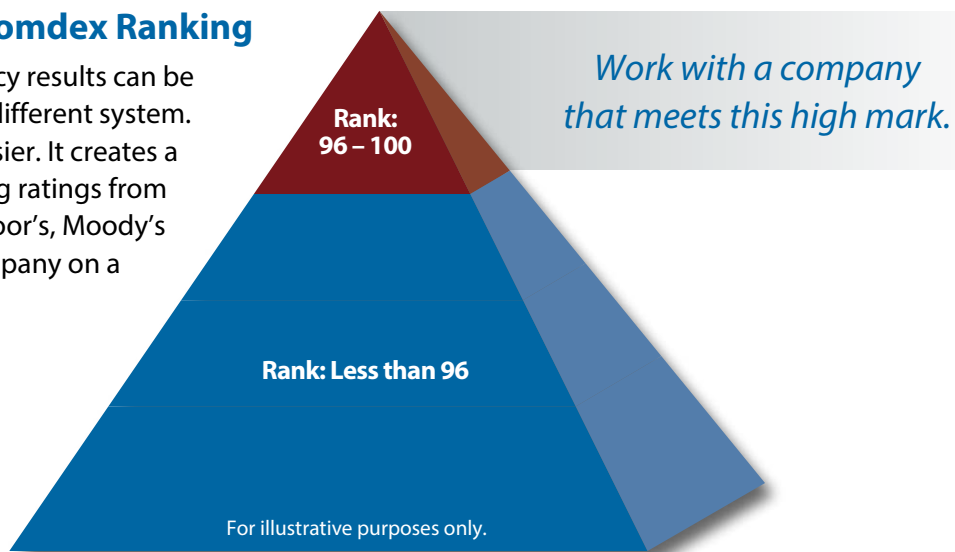 omdex Ranking
cy results can be
different system.
sier. It creates a
g ratings from
oor's, Moody's
pany on a
Rank:
96 – 100
Work with a company
that meets this high mark.
Rank: Less than 96
For illustrative purposes only.